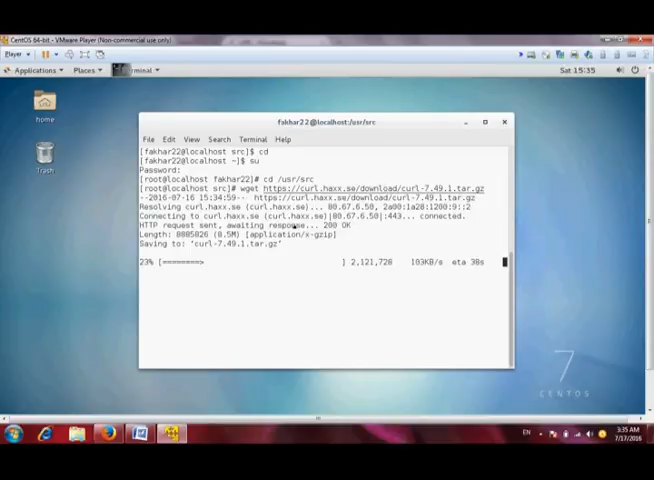 CentOS 64-bit - VMware Player (Non-commercial use only)
Player
Applications Places Terminal
Sat 15:35
home
Trash
fakhar22@localhost:/usr/src
File Edit View Search Terminal Help
[fakhar22@localhost src]$ cd
[fakhar22@localhost ~]$ su
Password:
[root@localhost fakhar22]# cd /usr/src
[root@localhost src]# wget https://curl.haxx.se/download/curl-7.49.1.tar.gz
--2016-07-16 15:34:59-- https://curl.haxx.se/download/curl-7.49.1.tar.gz
Resolving curl.haxx.se (curl.haxx.se)... 80.67.6.50, 2a00:1a28:1200:9::2
Connecting to curl.haxx.se (curl.haxx.se)|80.67.6.50|:443... connected.
HTTP request sent, awaiting response... 200 OK
Length: 8885826 (8.5M) [application/x-gzip]
Saving to: ‘curl-7.49.1.tar.gz’
23% [========> ] 2,121,728 103KB/s eta 38s
7
CENTOS
EN
3:35 AM
7/17/2016